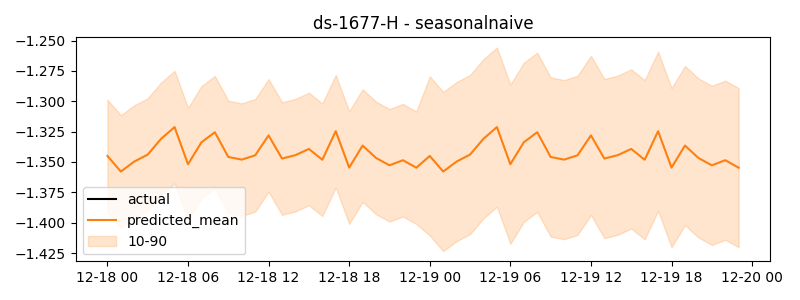 ds-1677-H - seasonalnaive
−1.250
−1.275
−1.300
−1.325
−1.350
−1.375
−1.400
−1.425
actual
predicted_mean
10-90
12-18 00 12-18 06 12-18 12 12-18 18 12-19 00 12-19 06 12-19 12 12-19 18 12-20 00